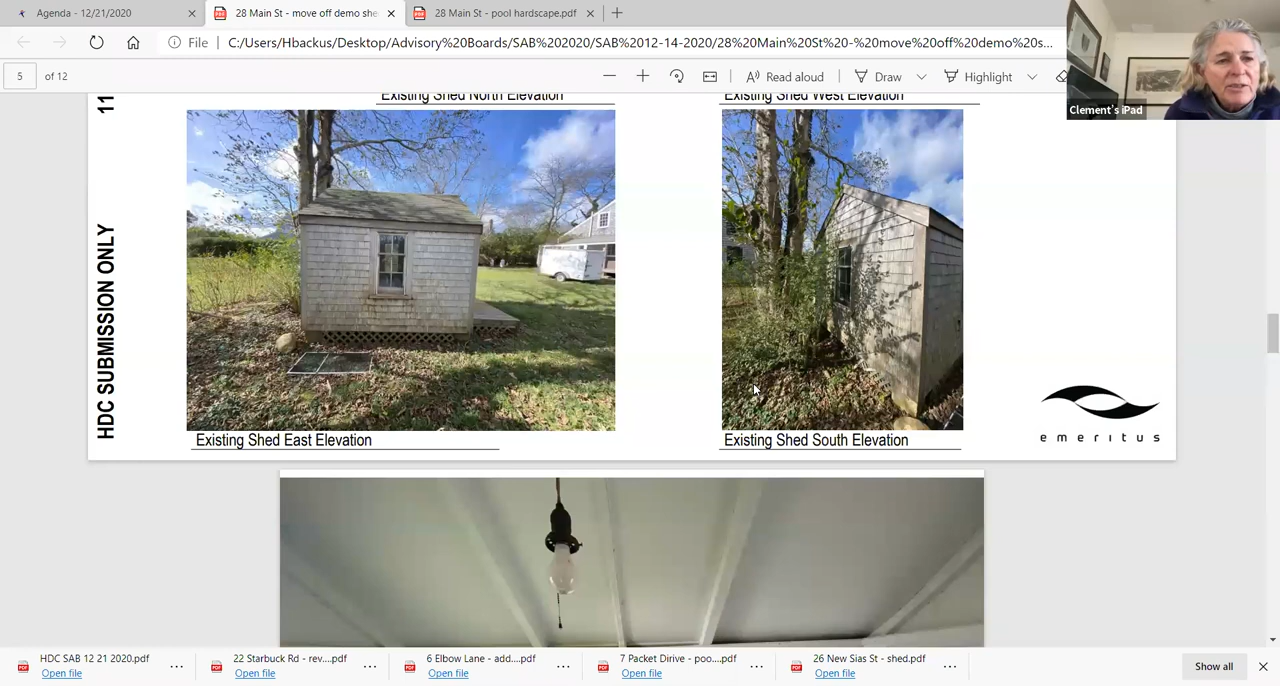 Agenda - 12/21/2020
28 Main St - move off demo she
28 Main St - pool hardscape.pdf
File
C:/Users/Hbackus/Desktop/Advisory%20Boards/SAB%202020/SAB%2012-14-2020/28%20Main%20St%20-%20move%20off%20demo%20s...
5 of 12
Read aloud
Draw
Highlight
Clement's iPad
Existing Shed North Elevation
Existing Shed West Elevation
11
HDC SUBMISSION ONLY
Existing Shed East Elevation
Existing Shed South Elevation
emeritus
HDC SAB 12 21 2020.pdf
Open file
22 Starbuck Rd - rev....pdf
Open file
6 Elbow Lane - add....pdf
Open file
7 Packet Dirive - poo....pdf
Open file
26 New Sias St - shed.pdf
Open file
Show all